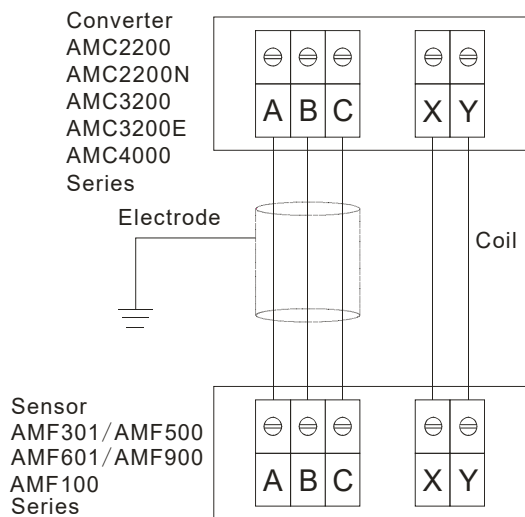 Converter
AMC2200
AMC2200N
AMC3200
AMC3200E
AMC4000
Series
A B C X Y
Electrode
Coil
Sensor
AMF301/AMF500
AMF601/AMF900
AMF100
Series
A B C X Y